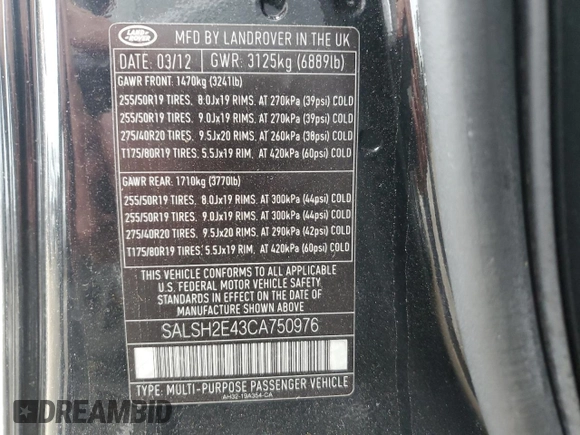 LAND
ROVER
MFD BY LANDROVER IN THE UK
DATE: 03/12 GWR: 3125kg (6889lb)
GAWR FRONT: 1470kg (3241lb)
255/50R19 TIRES, 8.0Jx19 RIMS, AT 270kPa (39psi) COLD
255/50R19 TIRES, 9.0Jx19 RIMS, AT 270kPa (39psi) COLD
275/40R20 TIRES, 9.5Jx20 RIMS, AT 260kPa (38psi) COLD
T175/80R19 TIRES, 5.5Jx19 RIM, AT 420kPa (60psi) COLD
GAWR REAR: 1710kg (3770lb)
255/50R19 TIRES, 8.0Jx19 RIMS, AT 300kPa (44psi) COLD
255/50R19 TIRES, 9.0Jx19 RIMS, AT 300kPa (44psi) COLD
275/40R20 TIRES, 9.5Jx20 RIMS, AT 290kPa (42psi) COLD
T175/80R19 TIRES, 5.5Jx19 RIM, AT 420kPa (60psi) COLD
THIS VEHICLE CONFORMS TO ALL APPLICABLE
U.S. FEDERAL MOTOR VEHICLE SAFETY
STANDARDS IN EFFECT ON THE DATE OF
MANUFACTURE SHOWN ABOVE
SALSH2E43CA750976
TYPE: MULTI-PURPOSE PASSENGER VEHICLE
AH32-19A354-CA
DREAMBID